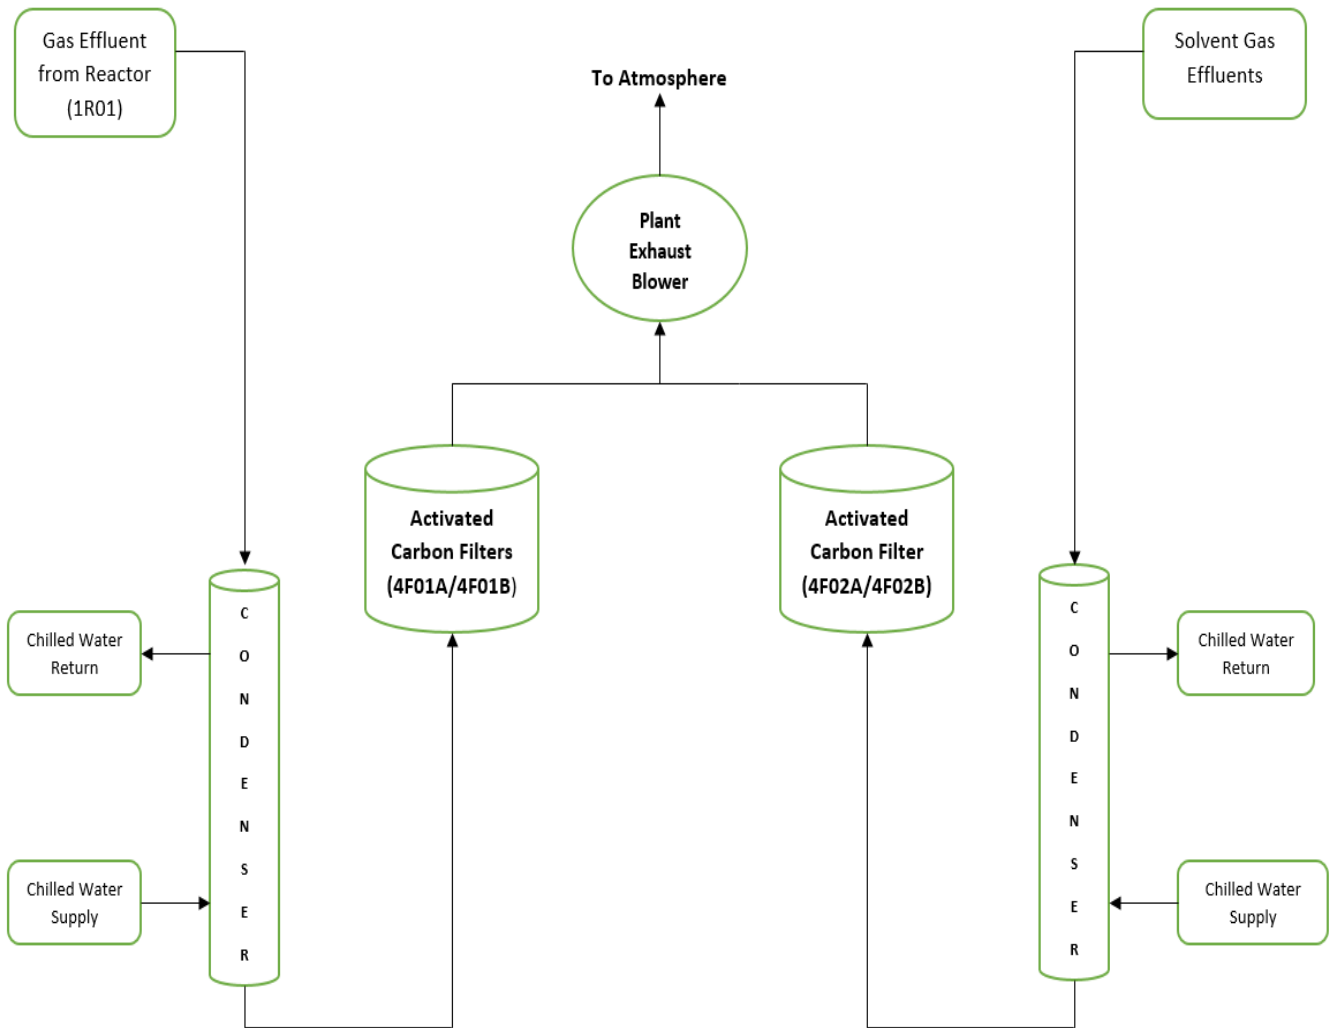 Gas Effluent
from Reactor
(1R01)
Solvent Gas
Effluents
To Atmosphere
Plant
Exhaust
Blower
Activated
Carbon Filters
(4F01A/4F01B)
Activated
Carbon Filter
(4F02A/4F02B)
C
O
N
D
E
N
S
E
R
C
O
N
D
E
N
S
E
R
Chilled Water
Return
Chilled Water
Return
Chilled Water
Supply
Chilled Water
Supply